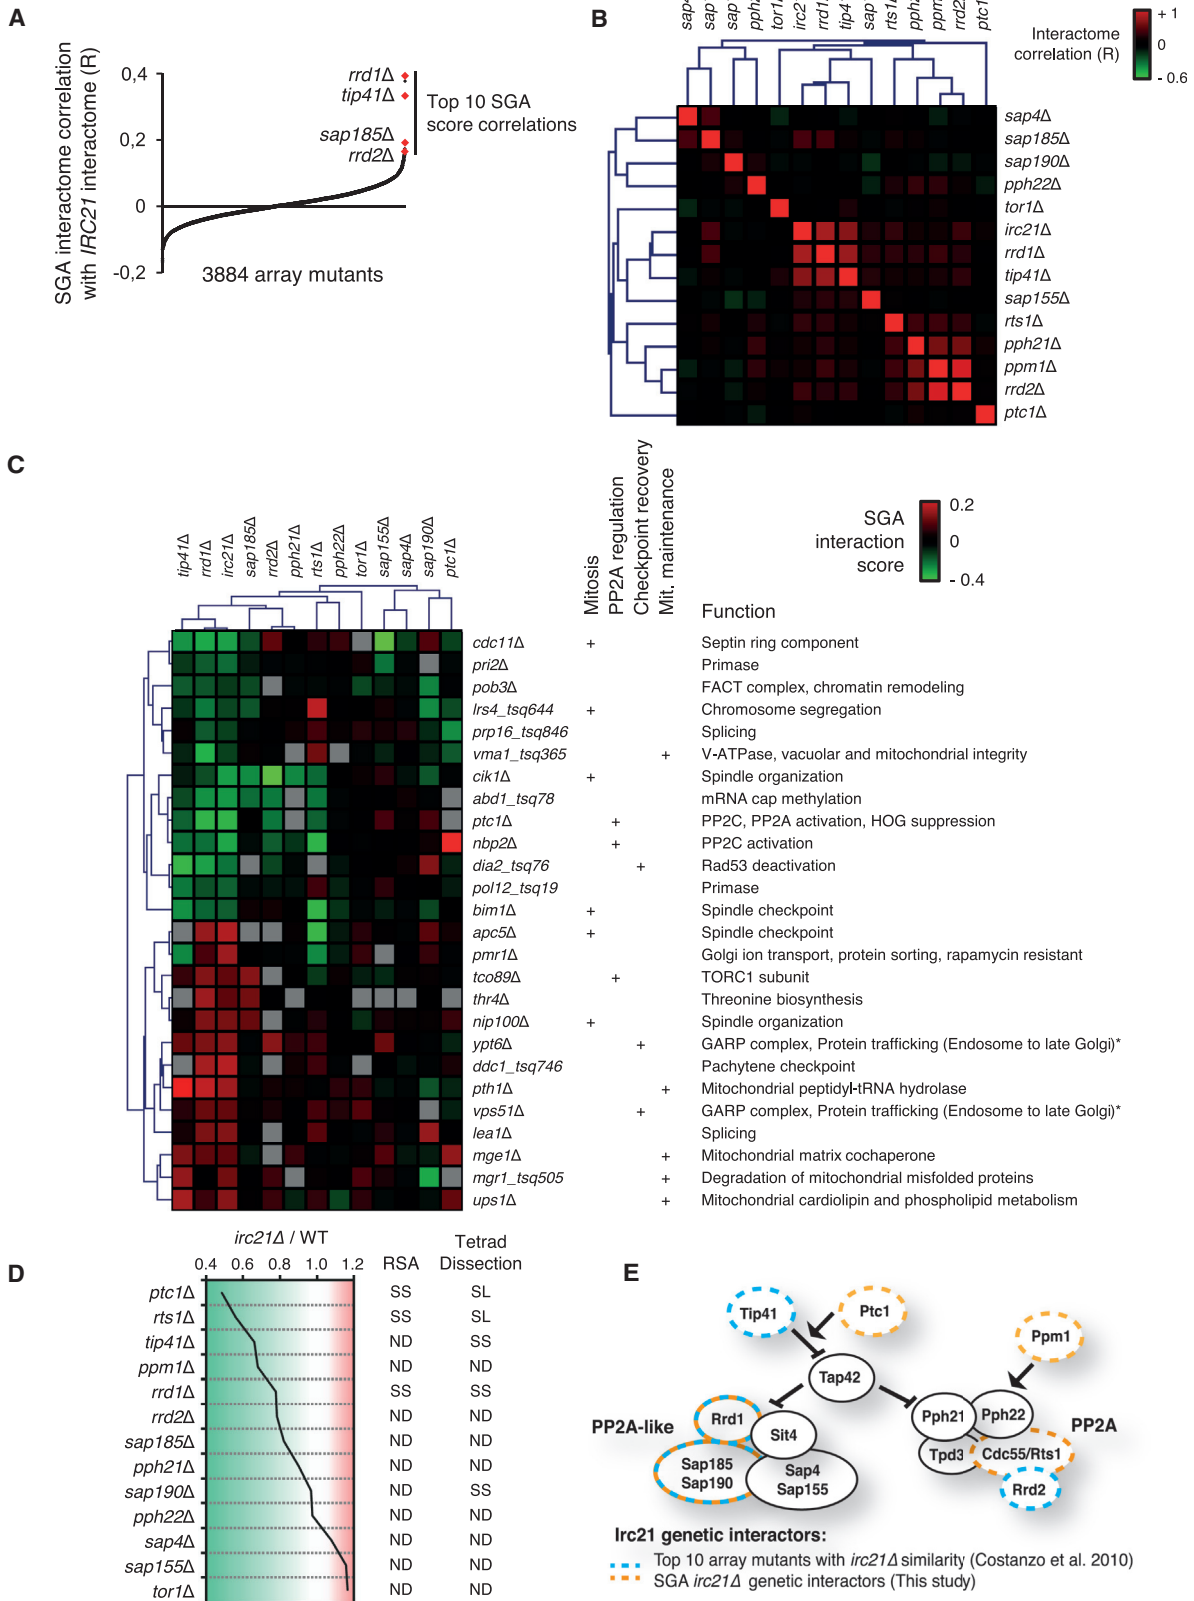 A
SGA interactome correlation
with IRC21 interactome (R)
0,4
0,2
0
-0,2
rrd1Δ
tip41Δ
sap185Δ
rrd2Δ
Top 10 SGA
score correlations
3884 array mutants
B
Interactome
correlation (R)
+ 1
0
- 0.6
sap4Δ
sap185Δ
sap190Δ
pph22Δ
tor1Δ
irc21Δ
rrd1Δ
tip41Δ
sap155Δ
rts1Δ
pph21Δ
ppm1Δ
rrd2Δ
ptc1Δ
C
tip41Δ
rrd1Δ
irc21Δ
sap185Δ
rrd2Δ
pph21Δ
rts1Δ
pph22Δ
tor1Δ
sap155Δ
sap4Δ
sap190Δ
ptc1Δ
Mitosis
PP2A regulation
Checkpoint recovery
Mit. maintenance
SGA
interaction
score
0.2
0
- 0.4
Function
cdc11Δ + Septin ring component
pri2Δ Primase
pob3Δ FACT complex, chromatin remodeling
lrs4_tsq644 + Chromosome segregation
prp16_tsq846 Splicing
vma1_tsq365 + V-ATPase, vacuolar and mitochondrial integrity
cik1Δ + Spindle organization
abd1_tsq78 mRNA cap methylation
ptc1Δ + PP2C, PP2A activation, HOG suppression
nbp2Δ + PP2C activation
dia2_tsq76 + Rad53 deactivation
pol12_tsq19 Primase
bim1Δ + Spindle checkpoint
apc5Δ + Spindle checkpoint
pmr1Δ Golgi ion transport, protein sorting, rapamycin resistant
tco89Δ + TORC1 subunit
thr4Δ Threonine biosynthesis
nip100Δ + Spindle organization
ypt6Δ + GARP complex, Protein trafficking (Endosome to late Golgi)*
ddc1_tsq746 Pachytene checkpoint
pth1Δ + Mitochondrial peptidyl-tRNA hydrolase
vps51Δ + GARP complex, Protein trafficking (Endosome to late Golgi)*
lea1Δ Splicing
mge1Δ + Mitochondrial matrix cochaperone
mgr1_tsq505 + Degradation of mitochondrial misfolded proteins
ups1Δ + Mitochondrial cardiolipin and phospholipid metabolism
D
irc21Δ / WT
0.4 0.6 0.8 1.0 1.2
RSA
Tetrad
Dissection
ptc1Δ SS SL
rts1Δ SS SL
tip41Δ ND SS
ppm1Δ ND ND
rrd1Δ SS SS
rrd2Δ ND ND
sap185Δ ND ND
pph21Δ ND ND
sap190Δ ND SS
pph22Δ ND ND
sap4Δ ND ND
sap155Δ ND ND
tor1Δ ND ND
E
Tip41
Ptc1
Ppm1
Tap42
PP2A-like
Rrd1
Sit4
Sap185
Sap190
Sap4
Sap155
Pph21
Pph22
PP2A
Tpd3
Cdc55/Rts1
Rrd2
Irc21 genetic interactors:
Top 10 array mutants with irc21Δ similarity (Costanzo et al. 2010)
SGA irc21Δ genetic interactors (This study)